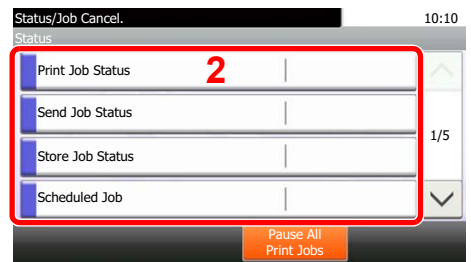 Status/Job Cancel. 10:10
Status
Print Job Status 2
Send Job Status
1/5
Store Job Status
Scheduled Job
Pause All
Print Jobs